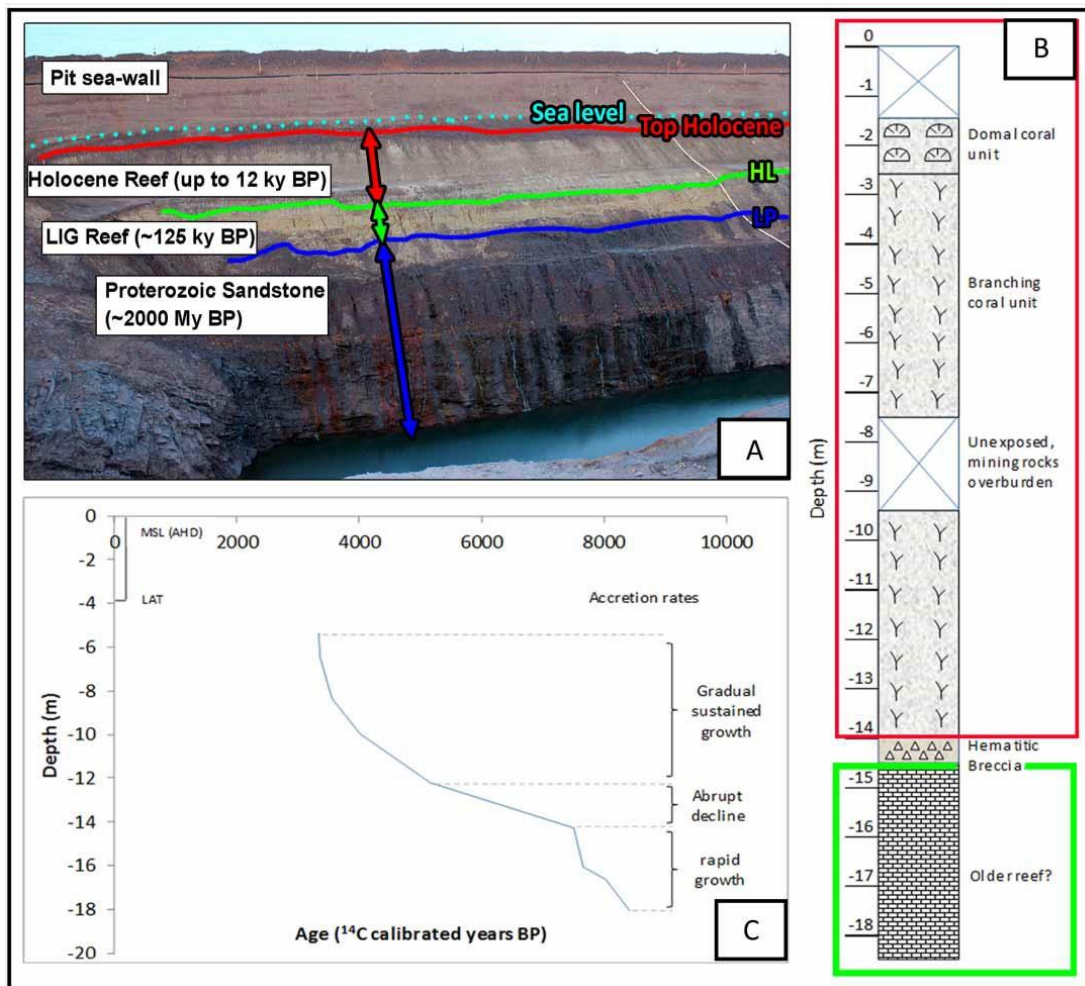 Pit sea-wall
Sea level
Top Holocene
Holocene Reef (up to 12 ky BP)
HL
LIG Reef (~125 ky BP)
LP
Proterozoic Sandstone
(~2000 My BP)
A
0
0
2000
4000
6000
8000
10000
MSL (AHD)
-2
-4
LAT
Accretion rates
-6
-8
-10
-12
-14
-16
-18
-20
Depth (m)
Gradual
sustained
growth
Abrupt
decline
rapid
growth
Age (¹⁴C calibrated years BP)
C
B
0
-1
-2
-3
-4
-5
-6
-7
-8
-9
-10
-11
-12
-13
-14
-15
-16
-17
-18
Depth (m)
Domal coral
unit
Branching
coral unit
Unexposed,
mining rocks
overburden
Hematitic
Breccia
Older reef?